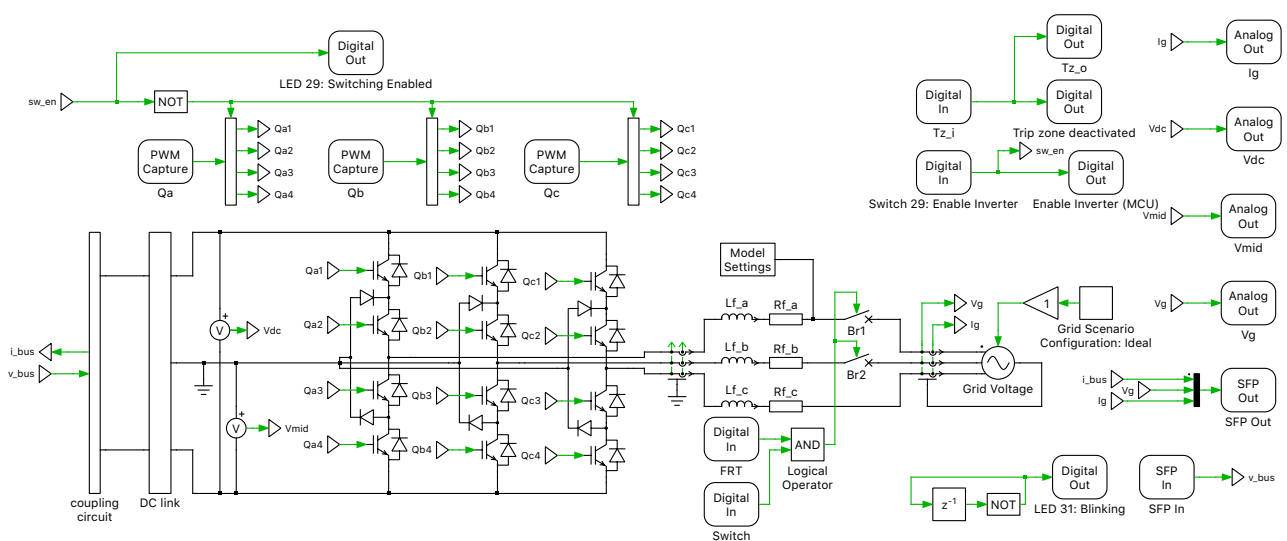 Digital
Out
LED 29: Switching Enabled
sw_en
NOT
PWM
Capture
Qa
Qa1
Qa2
Qa3
Qa4
PWM
Capture
Qb
Qb1
Qb2
Qb3
Qb4
PWM
Capture
Qc
Qc1
Qc2
Qc3
Qc4
Digital
In
Tz_i
Digital
Out
Tz_o
Digital
Out
Trip zone deactivated
Digital
In
Switch 29: Enable Inverter
sw_en
Digital
Out
Enable Inverter (MCU)
Ig
Analog
Out
Ig
Vdc
Analog
Out
Vdc
Vmid
Analog
Out
Vmid
Vg
Analog
Out
Vg
i_bus
v_bus
coupling
circuit
DC link
V
+
Vdc
V
+
Vmid
Qa1
Qa2
Qa3
Qa4
Qb1
Qb2
Qb3
Qb4
Qc1
Qc2
Qc3
Qc4
Model
Settings
Lf_a
Rf_a
Br1
Lf_b
Rf_b
Br2
Lf_c
Rf_c
Vg
Ig
1
Grid Scenario
Configuration: Ideal
Grid Voltage
Digital
In
FRT
AND
Logical
Operator
Digital
In
Switch
i_bus
Vg
Ig
SFP
Out
SFP Out
z-1
NOT
Digital
Out
LED 31: Blinking
SFP
In
SFP In
v_bus